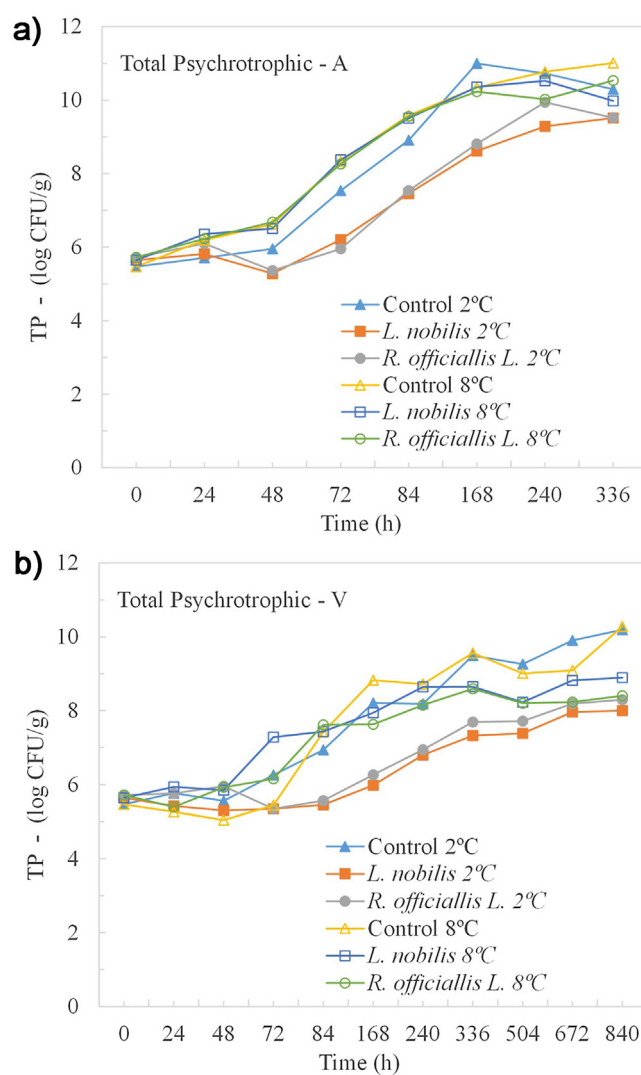 a)
12
Total Psychrotrophic - A
10
8
6
4
2
0
TP - (log CFU/g)
Control 2ºC
L. nobilis 2ºC
R. officiallis L. 2ºC
Control 8ºC
L. nobilis 8ºC
R. officiallis L. 8ºC
0 24 48 72 84 168 240 336
Time (h)
b)
12
Total Psychrotrophic - V
10
8
6
4
2
0
TP - (log CFU/g)
Control 2ºC
L. nobilis 2ºC
R. officiallis L. 2ºC
Control 8ºC
L. nobilis 8ºC
R. officiallis L. 8ºC
0 24 48 72 84 168 240 336 504 672 840
Time (h)